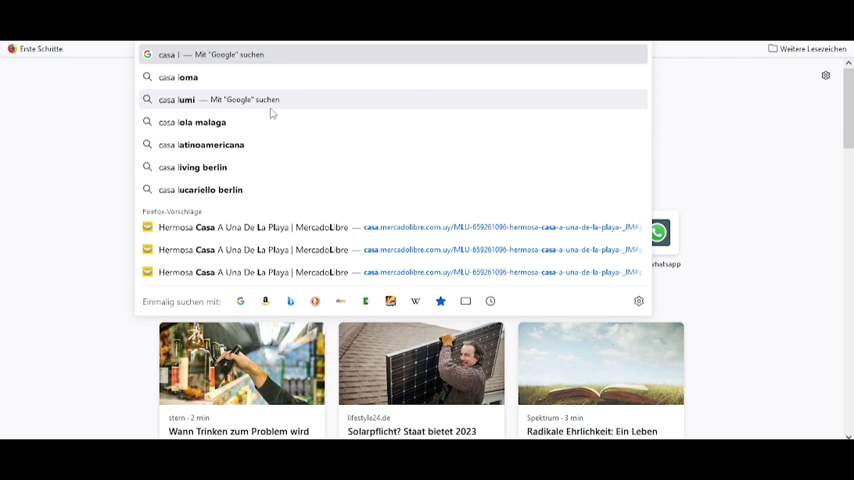 Erste Schritte
Weitere Lesezeichen
casa l — Mit "Google" suchen
casa loma
casa lumi — Mit "Google" suchen
casa lola malaga
casa latinoamericana
casa living berlin
casa lucariello berlin
Firefox-Vorschläge
Hermosa Casa A Una De La Playa | MercadoLibre — casa.mercadolibre.com.uy/MLU-659261096-hermosa-casa-a-una-de-la-playa-_JM#
Hermosa Casa A Una De La Playa | MercadoLibre — casa.mercadolibre.com.uy/MLU-659261096-hermosa-casa-a-una-de-la-playa-_JM#
Hermosa Casa A Una De La Playa | MercadoLibre — casa.mercadolibre.com.uy/MLU-659261096-hermosa-casa-a-una-de-la-playa-_JM#
whatsapp
Einmalig suchen mit:
stern · 2 min
Wann Trinken zum Problem wird
lifestyle24.de
Solarpflicht? Staat bietet 2023
Spektrum · 3 min
Radikale Ehrlichkeit: Ein Leben